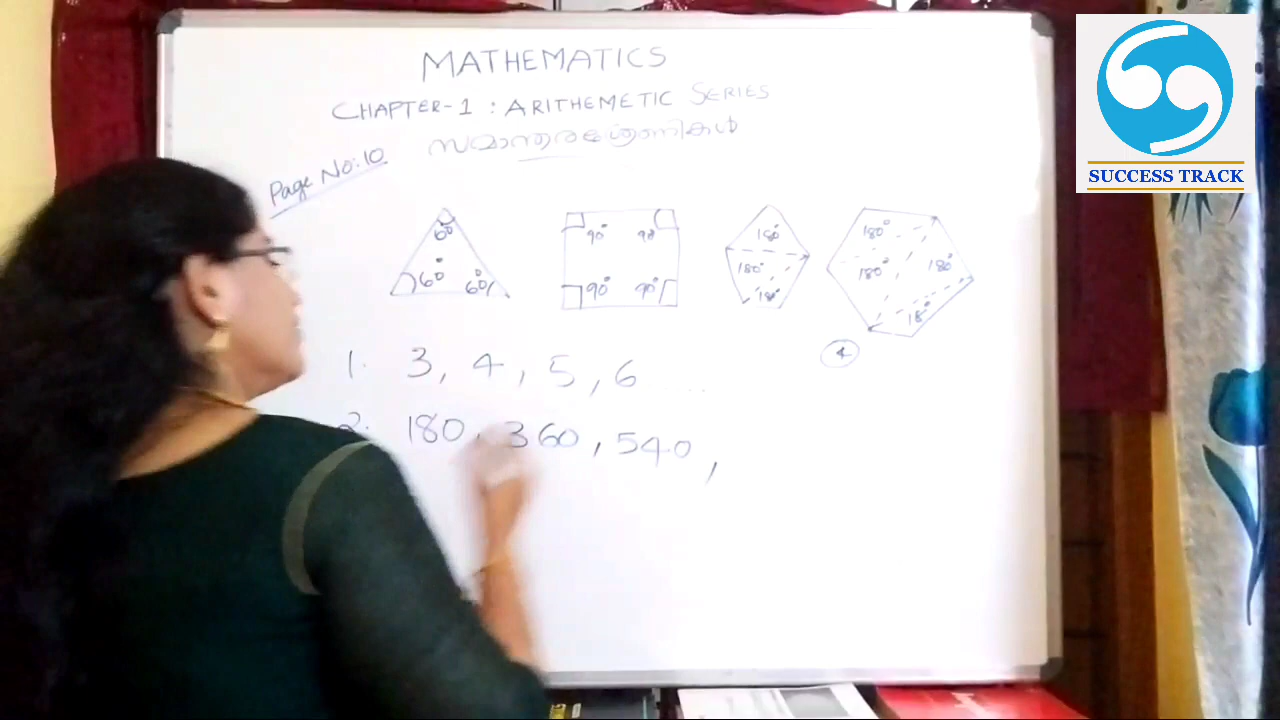 MATHEMATICS
CHAPTER-1 : ARITHEMETIC SERIES
സമാന്തരശ്രേണികൾ
Page No:10
60° 60° 60°
90° 90° 90° 90°
180° 180° 180°
180° 180° 180° 180°
4
1. 3, 4, 5, 6 ...
2. 180, 360, 540,
SUCCESS TRACK